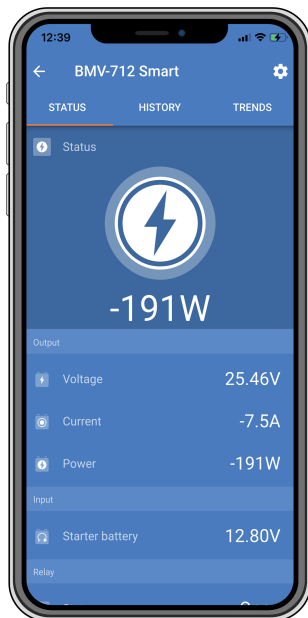 12:39
BMV-712 Smart
STATUS HISTORY TRENDS
Status
-191W
Output
Voltage 25.46V
Current -7.5A
Power -191W
Input
Starter battery 12.80V
Relay